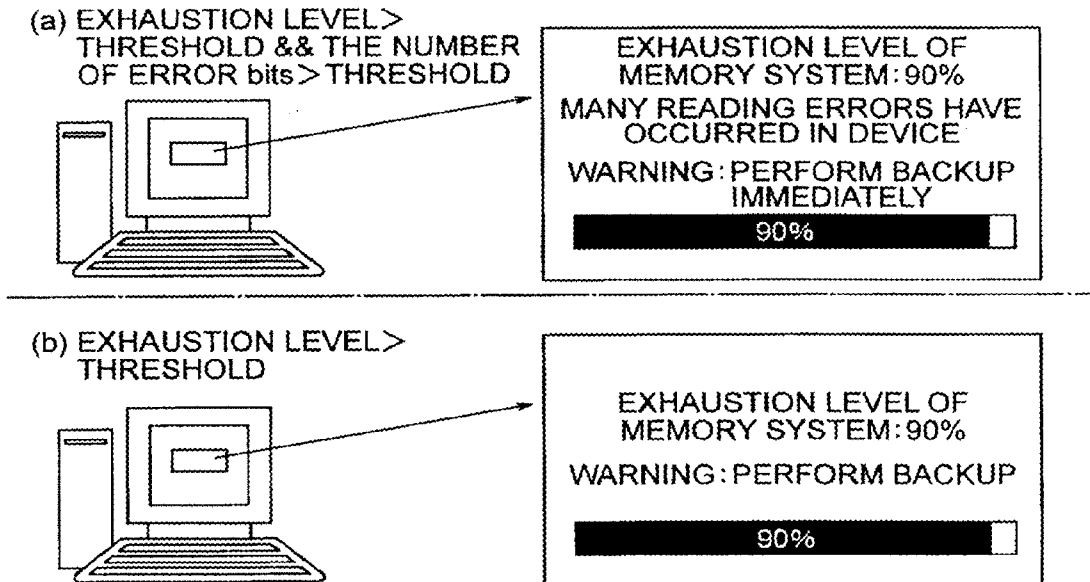 (a) EXHAUSTION LEVEL>
THRESHOLD && THE NUMBER
OF ERROR bits>THRESHOLD
EXHAUSTION LEVEL OF
MEMORY SYSTEM:90%
MANY READING ERRORS HAVE
OCCURRED IN DEVICE
WARNING:PERFORM BACKUP
IMMEDIATELY
90%
(b) EXHAUSTION LEVEL>
THRESHOLD
EXHAUSTION LEVEL OF
MEMORY SYSTEM:90%
WARNING:PERFORM BACKUP
90%